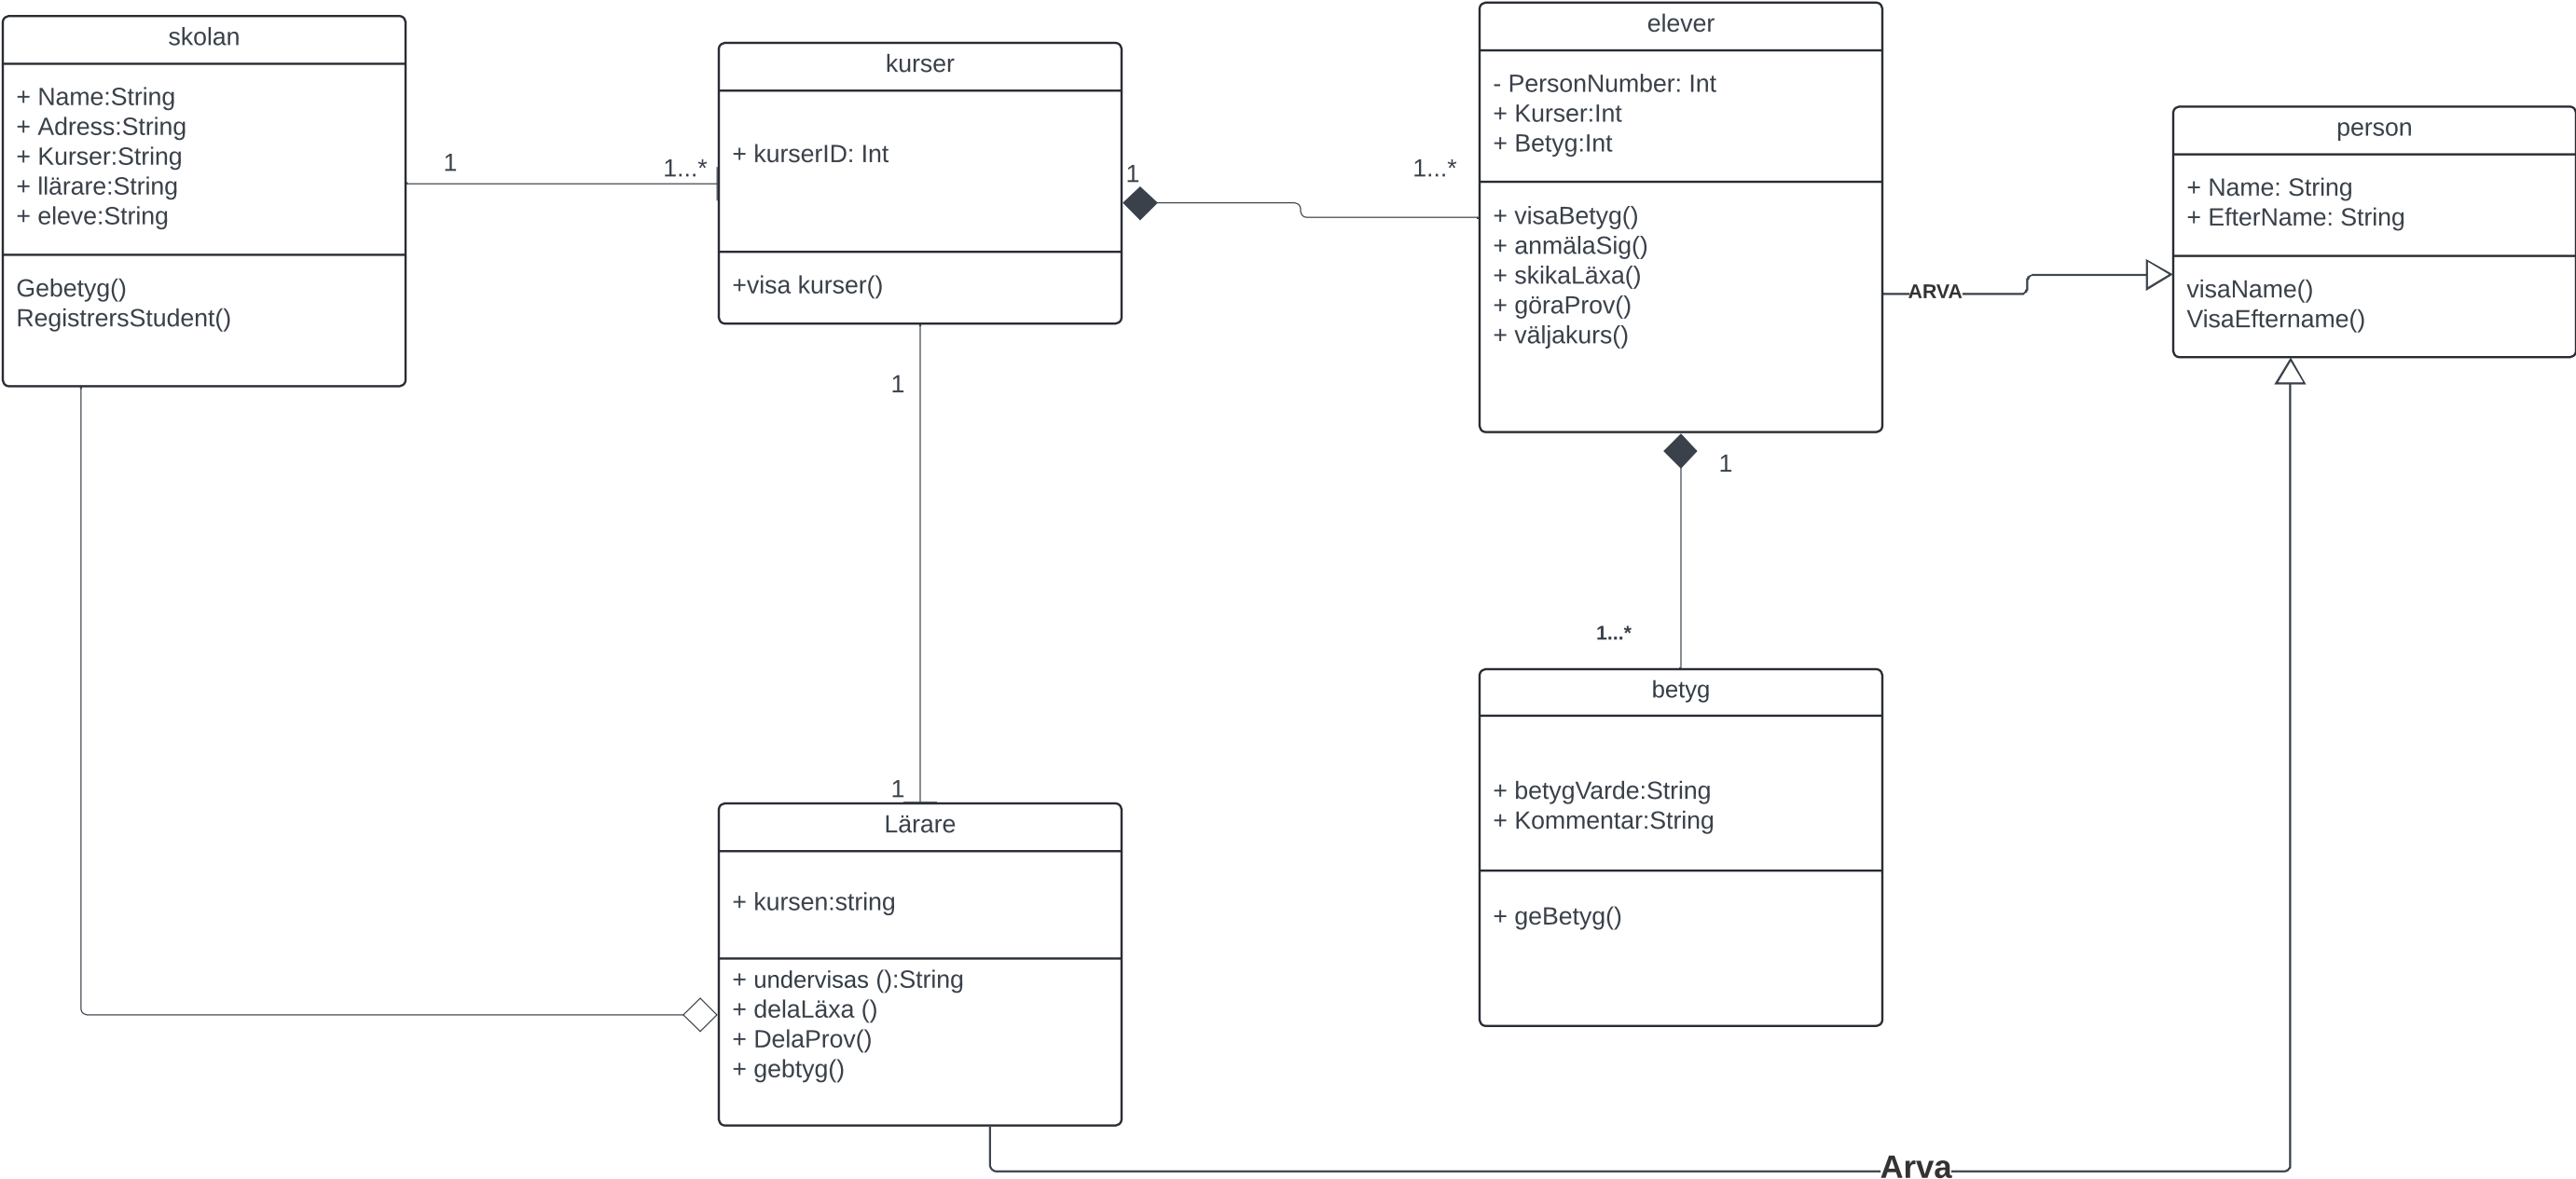 skolan
+ Name:String
+ Adress:String
+ Kurser:String
+ llärare:String
+ eleve:String
Gebetyg()
RegistrersStudent()
1
1...*
kurser
+ kurserID: Int
+visa kurser()
1
1...*
elever
- PersonNumber: Int
+ Kurser:Int
+ Betyg:Int
+ visaBetyg()
+ anmälaSig()
+ skikaLäxa()
+ göraProv()
+ väljakurs()
ARVA
person
+ Name: String
+ EfterName: String
visaName()
VisaEftername()
1
1
1
1...*
betyg
+ betygVarde:String
+ Kommentar:String
+ geBetyg()
Lärare
+ kursen:string
+ undervisas ():String
+ delaLäxa ()
+ DelaProv()
+ gebtyg()
Arva